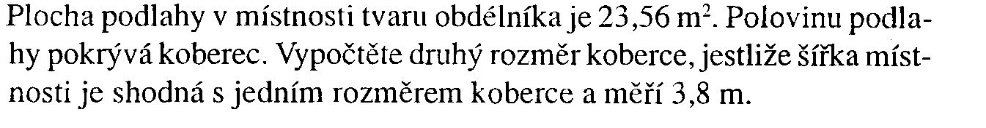 Plocha podlahy v místnosti tvaru obdélníka je 23,56 m². Polovinu podla-
hy pokrývá koberec. Vypočtěte druhý rozměr koberce, jestliže šířka míst-
nosti je shodná s jedním rozměrem koberce a měří 3,8 m.